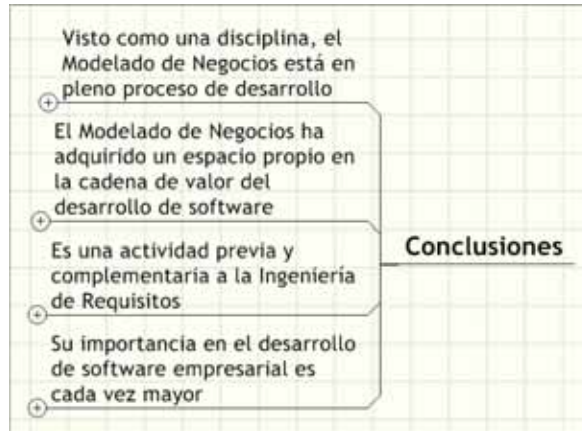 Visto como una disciplina, el
Modelado de Negocios está en
pleno proceso de desarrollo
El Modelado de Negocios ha
adquirido un espacio propio en
la cadena de valor del
desarrollo de software
Es una actividad previa y
complementaria a la Ingeniería
de Requisitos
Su importancia en el desarrollo
de software empresarial es
cada vez mayor
Conclusiones